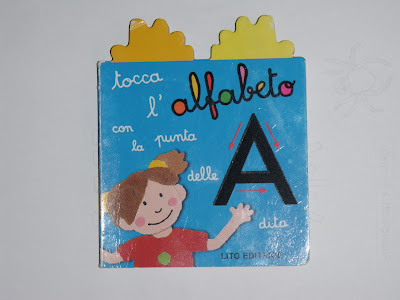 tocca
l'alfabeto
con
la punta
delle
A
dita
LITO EDITRICE